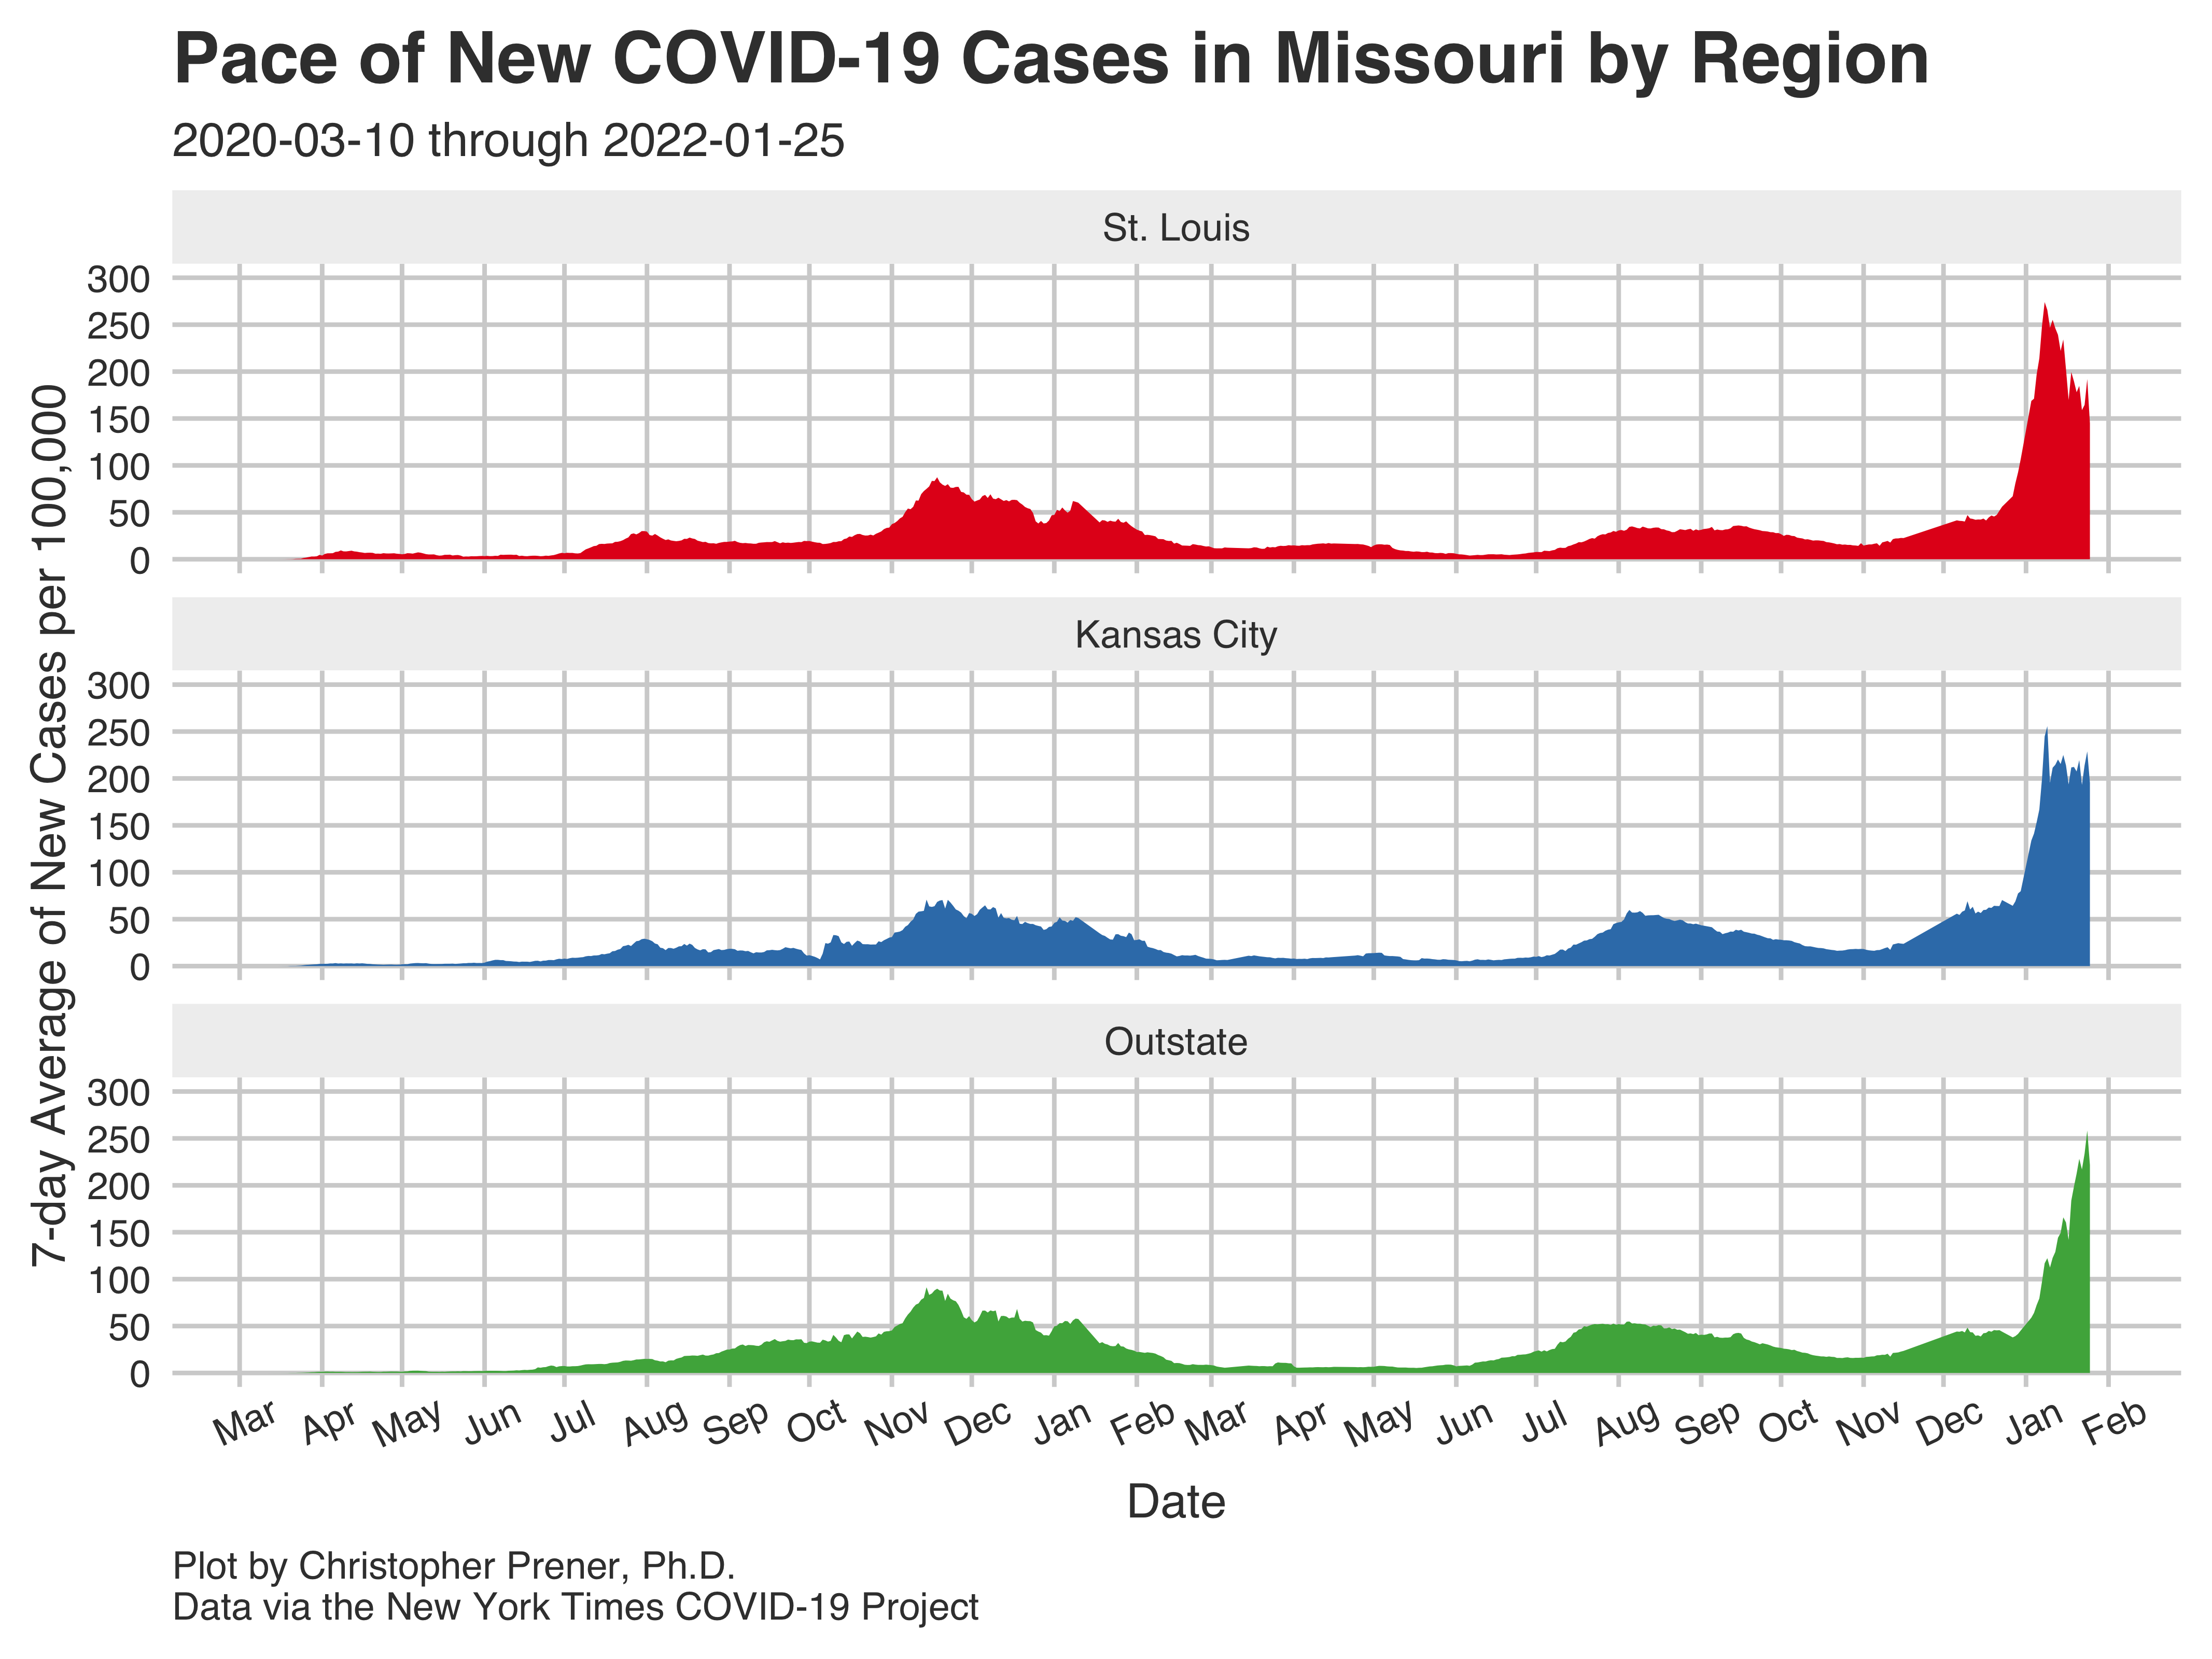 Pace of New COVID-19 Cases in Missouri by Region
2020-03-10 through 2022-01-25
7-day Average of New Cases per 100,000
St. Louis
300
250
200
150
100
50
0
Kansas City
300
250
200
150
100
50
0
Outstate
300
250
200
150
100
50
0
Mar Apr May Jun Jul Aug Sep Oct Nov Dec Jan Feb Mar Apr May Jun Jul Aug Sep Oct Nov Dec Jan Feb
Date
Plot by Christopher Prener, Ph.D.
Data via the New York Times COVID-19 Project